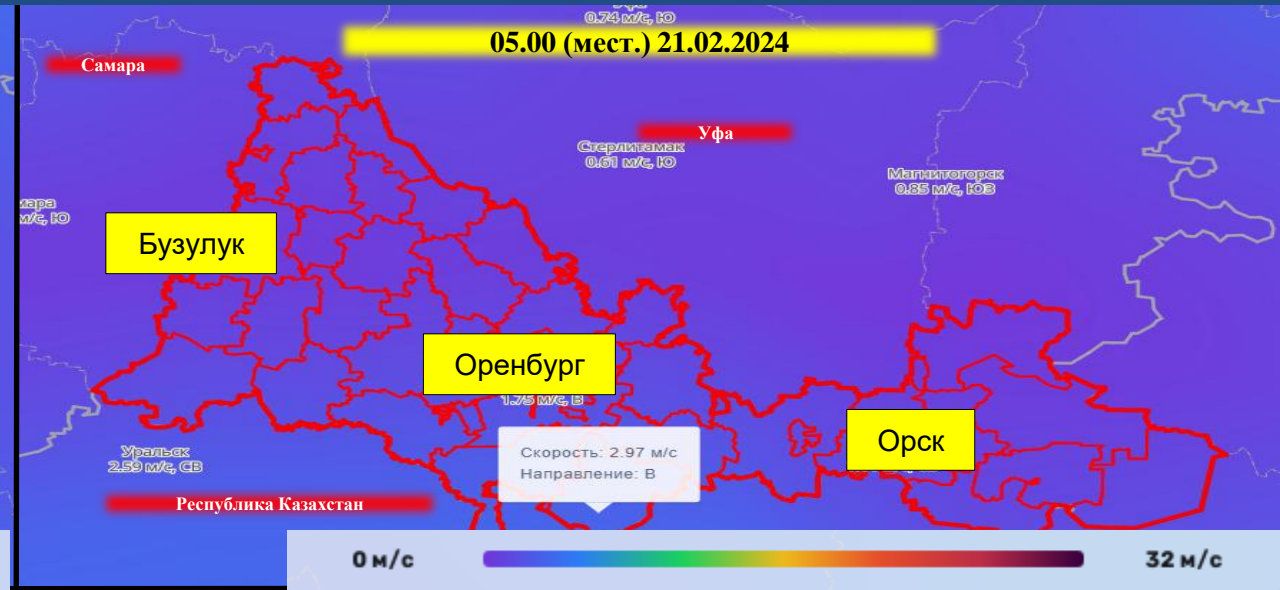 0.74 м/с, Ю
05.00 (мест.) 21.02.2024
Самара
Уфа
Стерлитамак
0.61 м/с, Ю
Магнитогорск
0.85 м/с, ЮЗ
мара
м/с, Ю
Бузулук
Оренбург
1.75 м/с, В
Орск
Уральск
2.59 м/с, СВ
Скорость: 2.97 м/с
Направление: В
Республика Казахстан
0 м/с
32 м/с